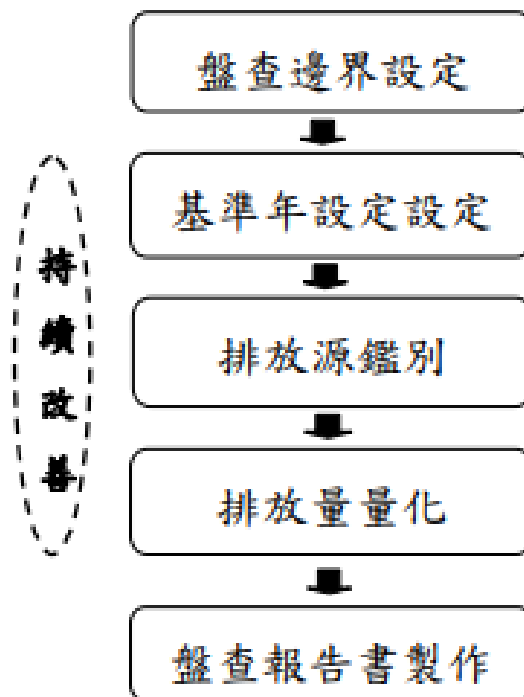 盤查邊界設定
基準年設定設定
排放源鑑別
排放量量化
盤查報告書製作
持續改善